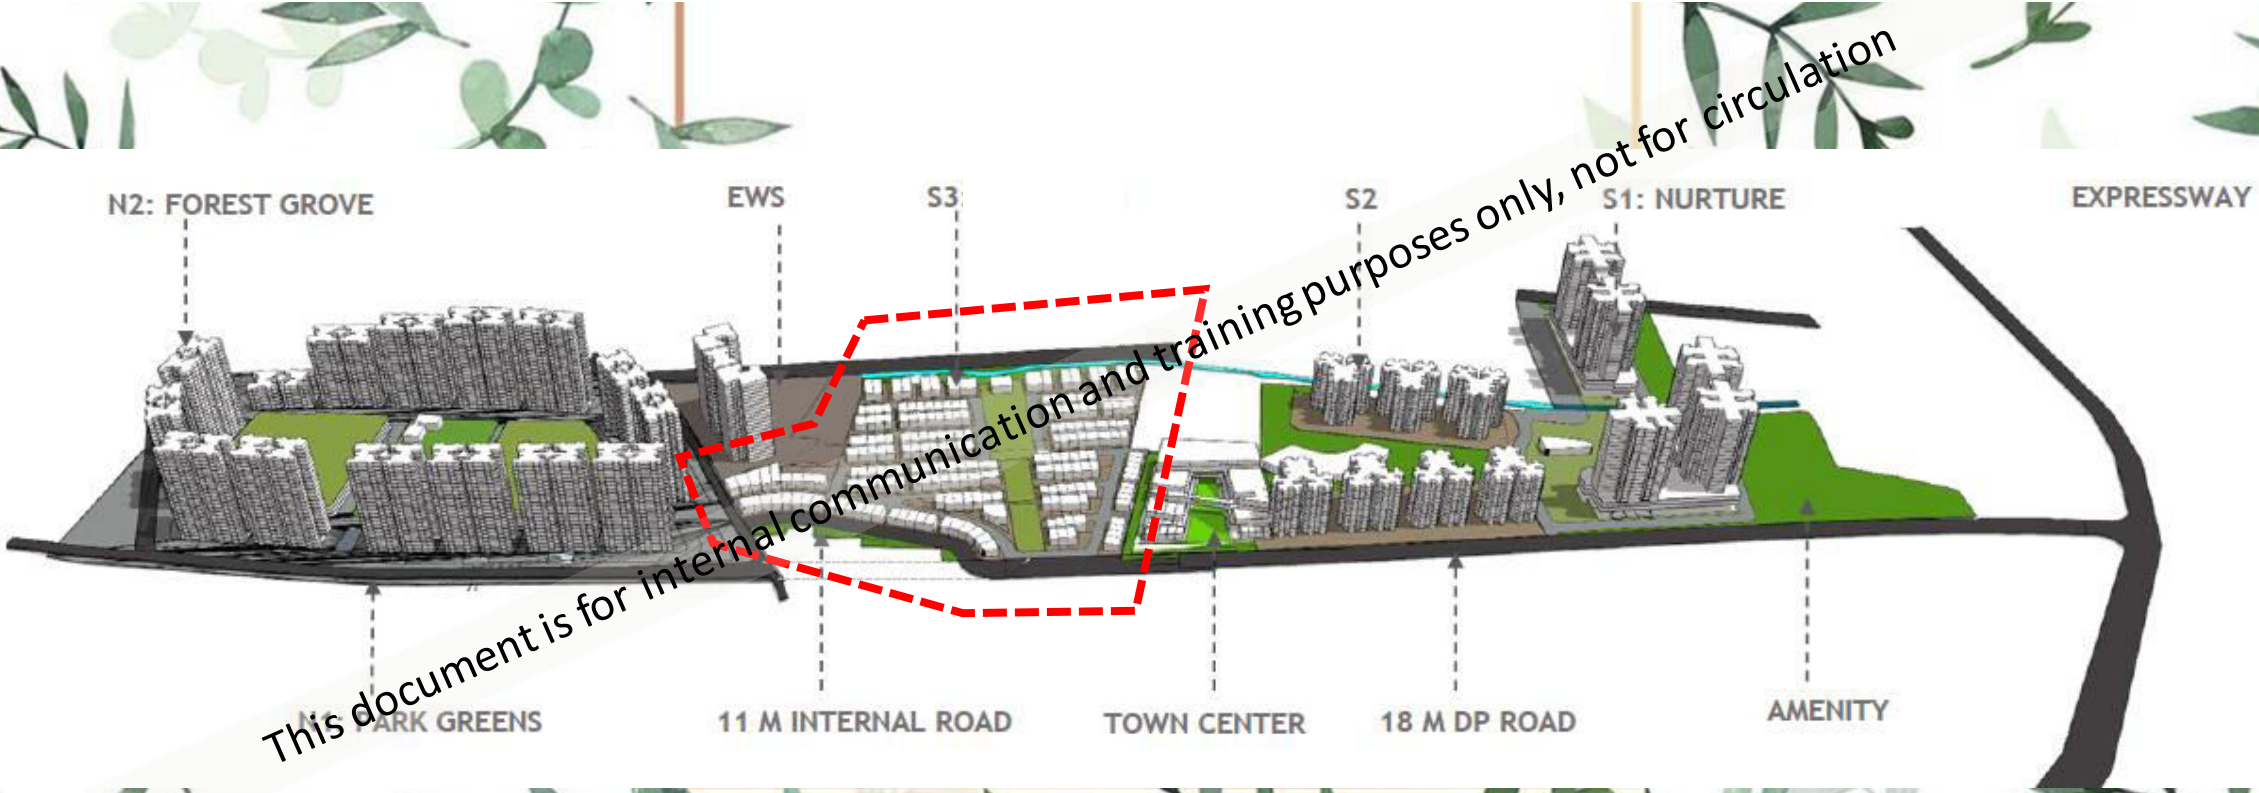 N2: FOREST GROVE
EWS
S3:
S2
S1: NURTURE
EXPRESSWAY
This document is for internal communication and training purposes only, not for circulation
N1: PARK GREENS
11 M INTERNAL ROAD
TOWN CENTER
18 M DP ROAD
AMENITY